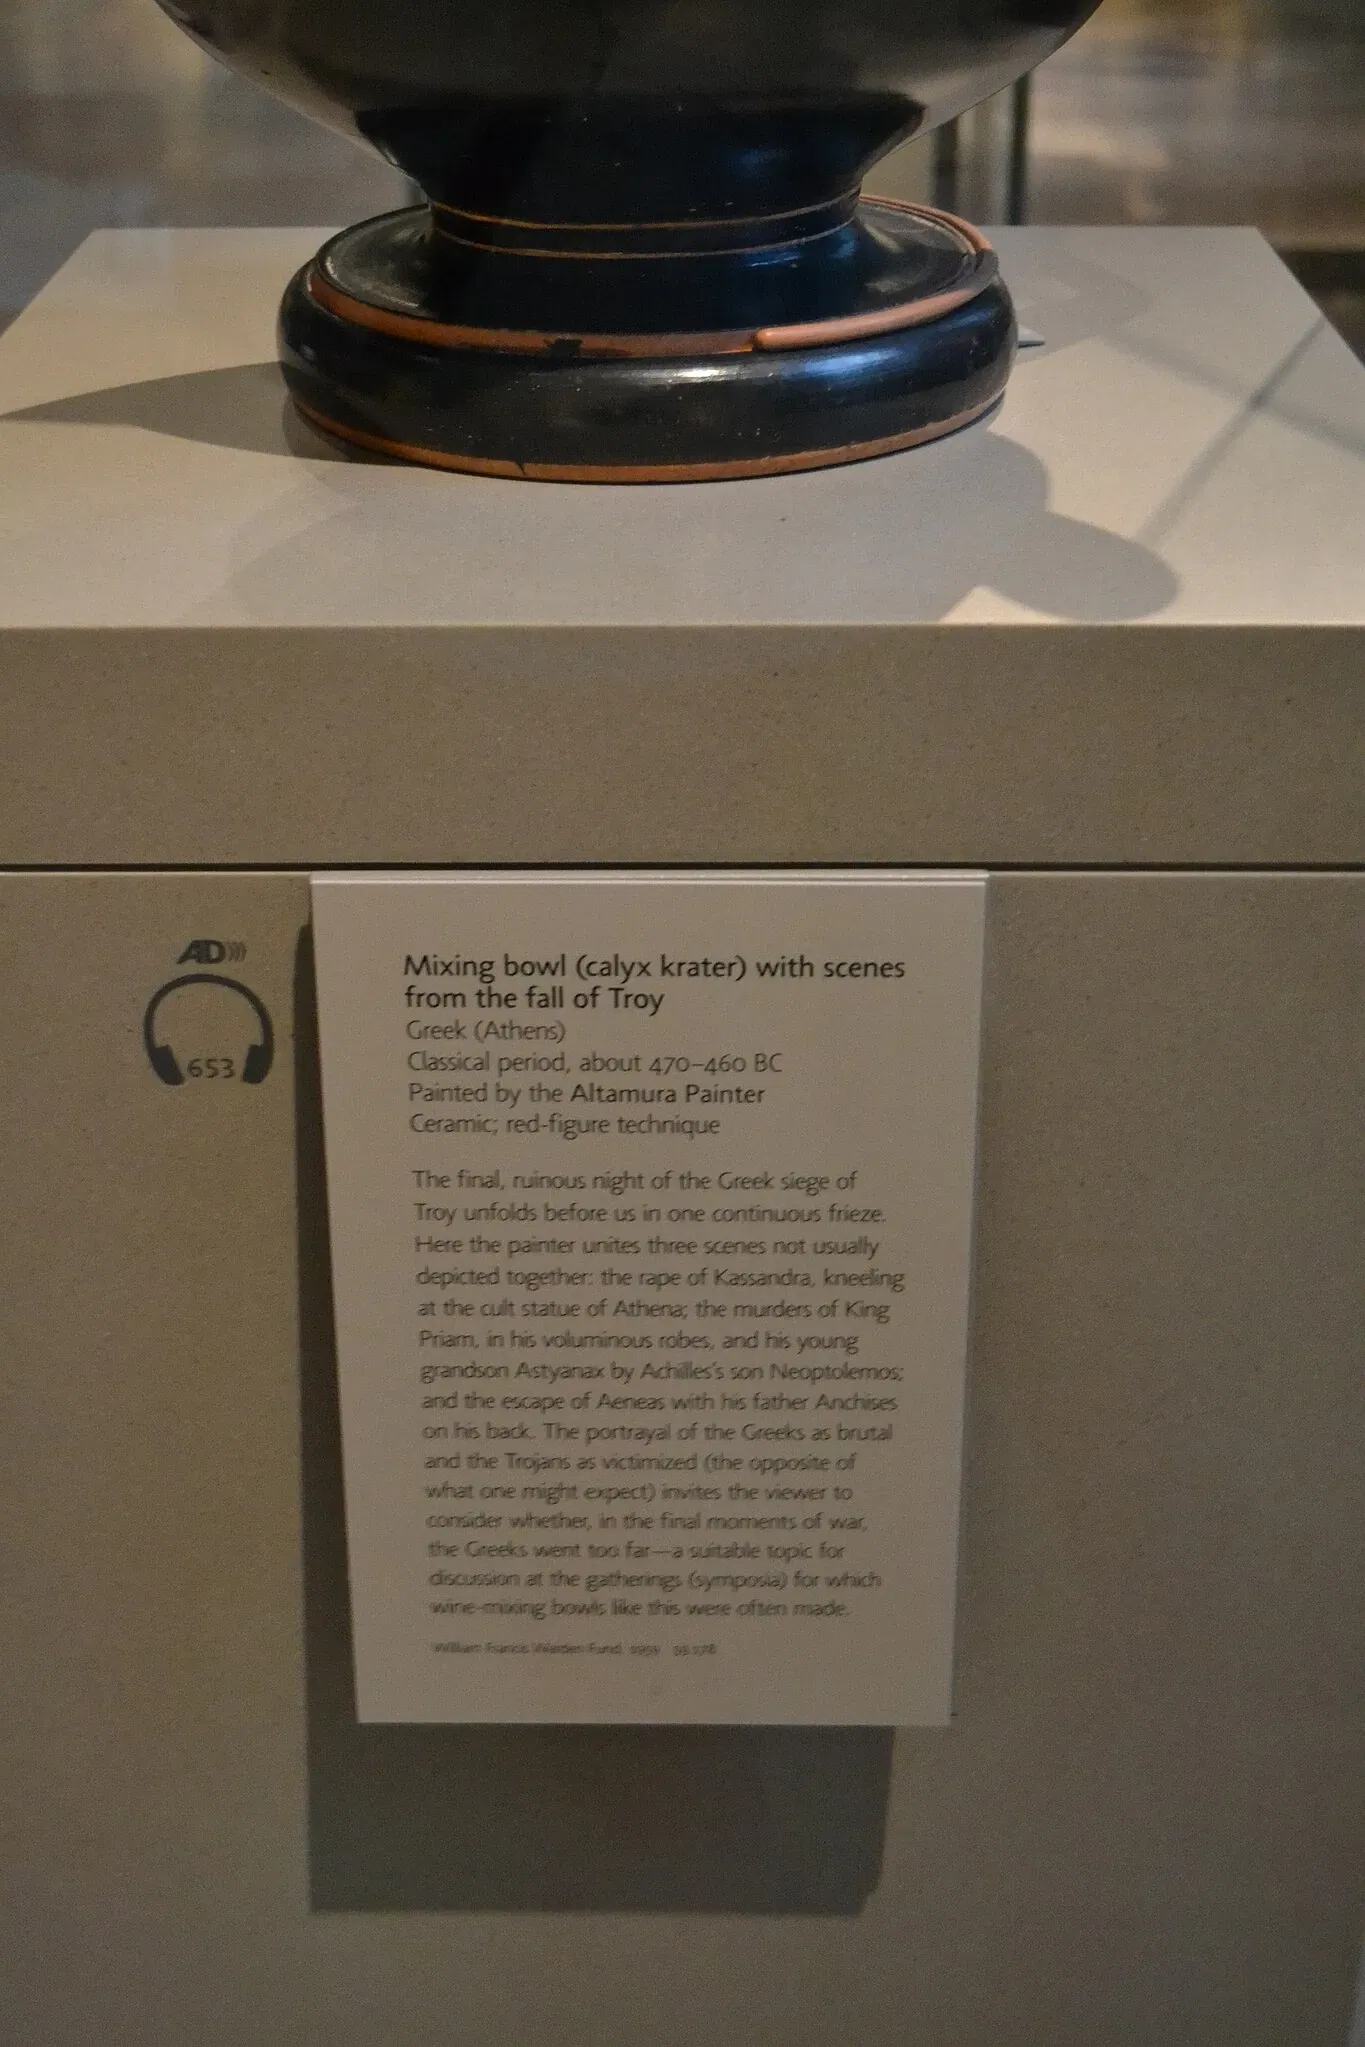 AD)))
653
Mixing bowl (calyx krater) with scenes
from the fall of Troy
Greek (Athens)
Classical period, about 470–460 BC
Painted by the Altamura Painter
Ceramic; red-figure technique
The final, ruinous night of the Greek siege of
Troy unfolds before us in one continuous frieze.
Here the painter unites three scenes not usually
depicted together: the rape of Kassandra, kneeling
at the cult statue of Athena; the murders of King
Priam, in his voluminous robes, and his young
grandson Astyanax by Achilles's son Neoptolemos;
and the escape of Aeneas with his father Anchises
on his back. The portrayal of the Greeks as brutal
and the Trojans as victimized (the opposite of
what one might expect) invites the viewer to
consider whether, in the final moments of war,
the Greeks went too far—a suitable topic for
discussion at the gatherings (symposia) for which
wine-mixing bowls like this were often made.
William Francis Warden Fund 1959 59.178